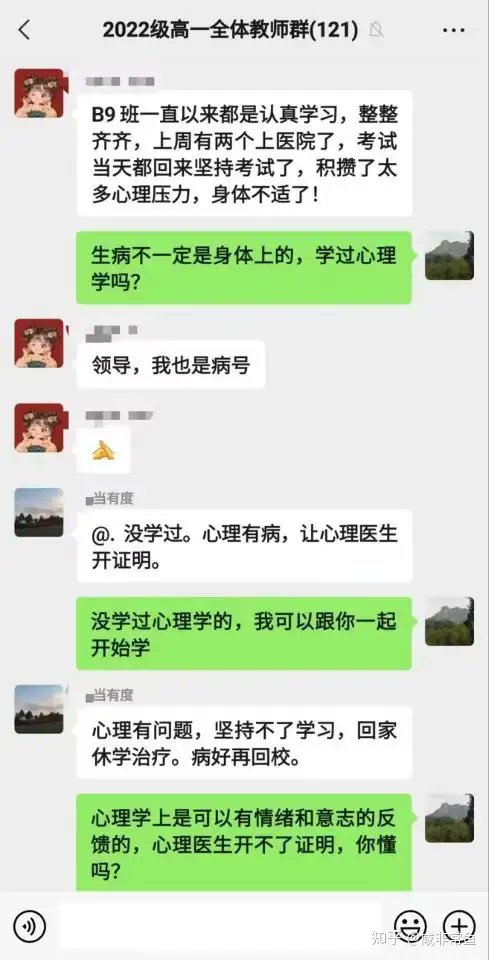 2022级高一全体教师群(121)
B9 班一直以来都是认真学习，整整
齐齐，上周有两个上医院了，考试
当天都回来坚持考试了，积攒了太
多心理压力，身体不适了！
生病不一定是身体上的，学过心理
学吗？
领导，我也是病号
当有度
@. 没学过。心理有病，让心理医生
开证明。
没学过心理学的，我可以跟你一起
开始学
当有度
心理有问题，坚持不了学习，回家
休学治疗。病好再回校。
心理学上是可以有情绪和意志的反
馈的，心理医生开不了证明，你懂
吗？
知乎 @咸非常鱼